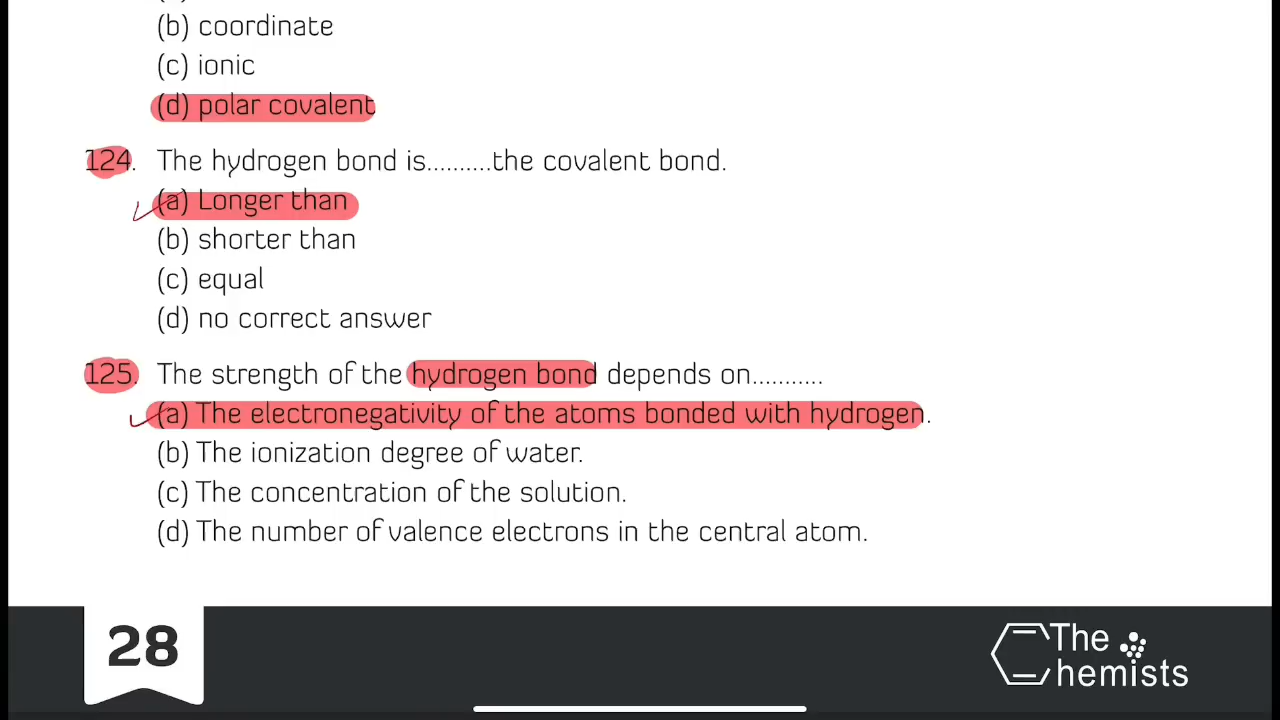 (b) coordinate
(c) ionic
(d) polar covalent
124. The hydrogen bond is..........the covalent bond.
(a) Longer than
(b) shorter than
(c) equal
(d) no correct answer
125. The strength of the hydrogen bond depends on...........
(a) The electronegativity of the atoms bonded with hydrogen.
(b) The ionization degree of water.
(c) The concentration of the solution.
(d) The number of valence electrons in the central atom.
28
The
Chemists